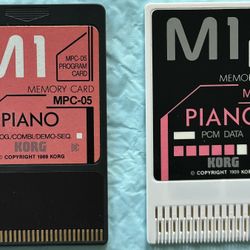 M1
MPC-05
PROGRAM
CARD
MEMORY CARD
MPC-05
PIANO
OG./COMBI./DEMO-SEQ.
KORG
© COPYRIGHT 1989 KORG
M1
MEMORY
M
PIANO
PCM DATA
KORG
© COPYRIGHT 1989 KORG